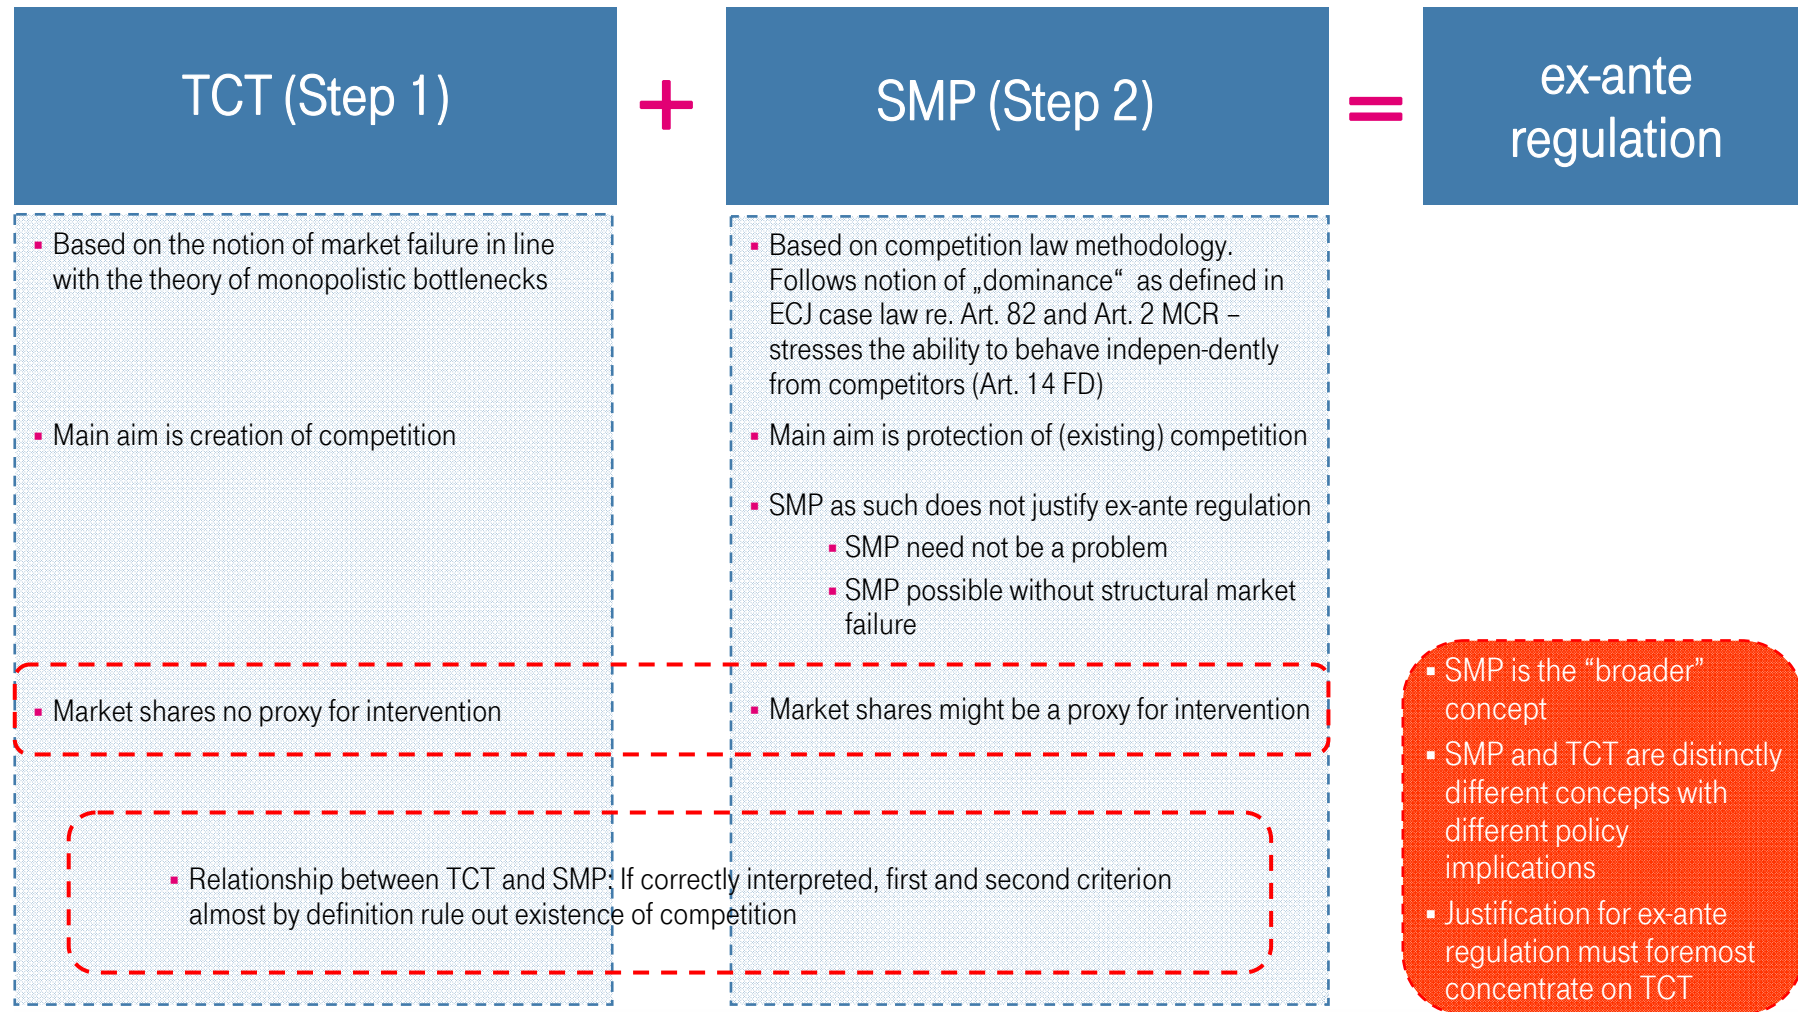 TCT (Step 1)
+
SMP (Step 2)
=
ex-ante
regulation
▪ Based on the notion of market failure in line
with the theory of monopolistic bottlenecks
▪ Main aim is creation of competition
▪ Market shares no proxy for intervention
▪ Based on competition law methodology.
Follows notion of „dominance“ as defined in
ECJ case law re. Art. 82 and Art. 2 MCR –
stresses the ability to behave indepen-dently
from competitors (Art. 14 FD)
▪ Main aim is protection of (existing) competition
▪ SMP as such does not justify ex-ante regulation
▪ SMP need not be a problem
▪ SMP possible without structural market
failure
▪ Market shares might be a proxy for intervention
▪ Relationship between TCT and SMP: If correctly interpreted, first and second criterion
almost by definition rule out existence of competition
▪ SMP is the “broader”
concept
▪ SMP and TCT are distinctly
different concepts with
different policy
implications
▪ Justification for ex-ante
regulation must foremost
concentrate on TCT